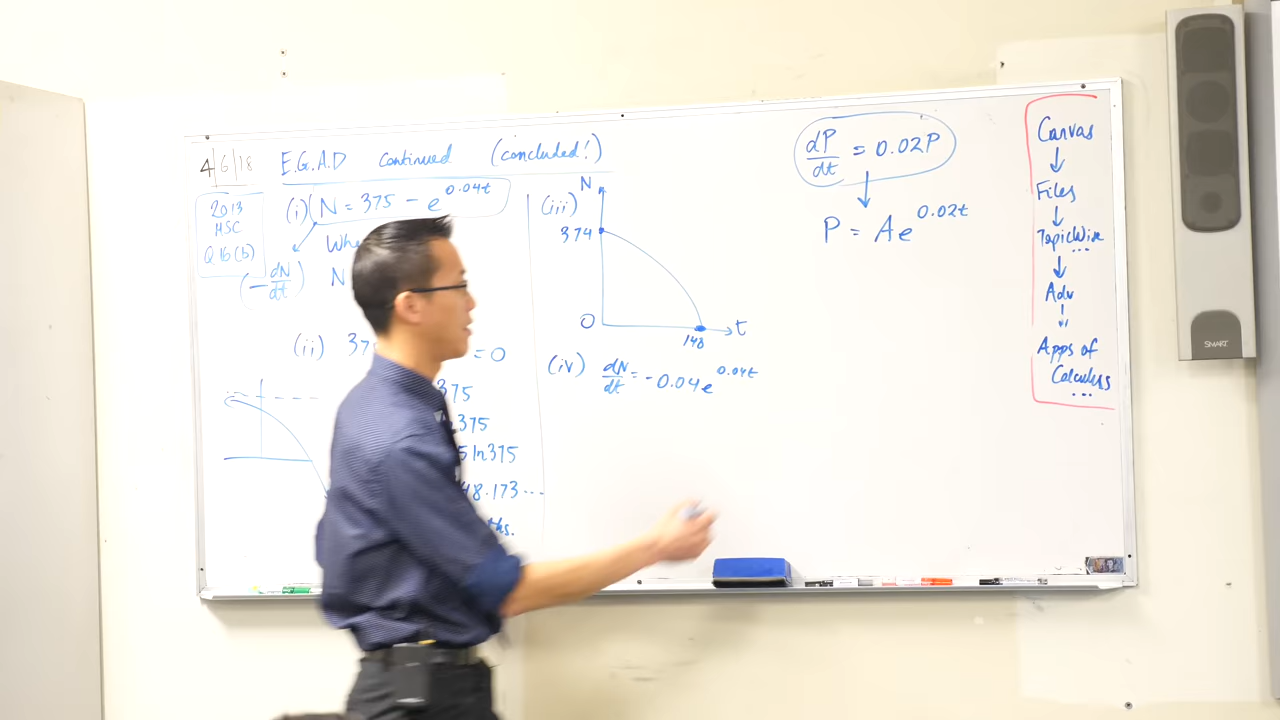 4/6/18 E.G.A.D Continued (concluded!)
2013
HSC
Q16(b)
(i) N = 375 - e^{0.04t}
(-dN/dt)
N
(ii) 37 = 0
375
375
5 ln375
48.173...
ths.
(iii) N
374
0
148
t
(iv) dN/dt = -0.04e^{0.04t}
dP/dt = 0.02P
P = Ae^{0.02t}
Canvas
↓
Files
↓
TopicWise
...
↓
Adv
↓
Apps of
Calculus
...
SMART